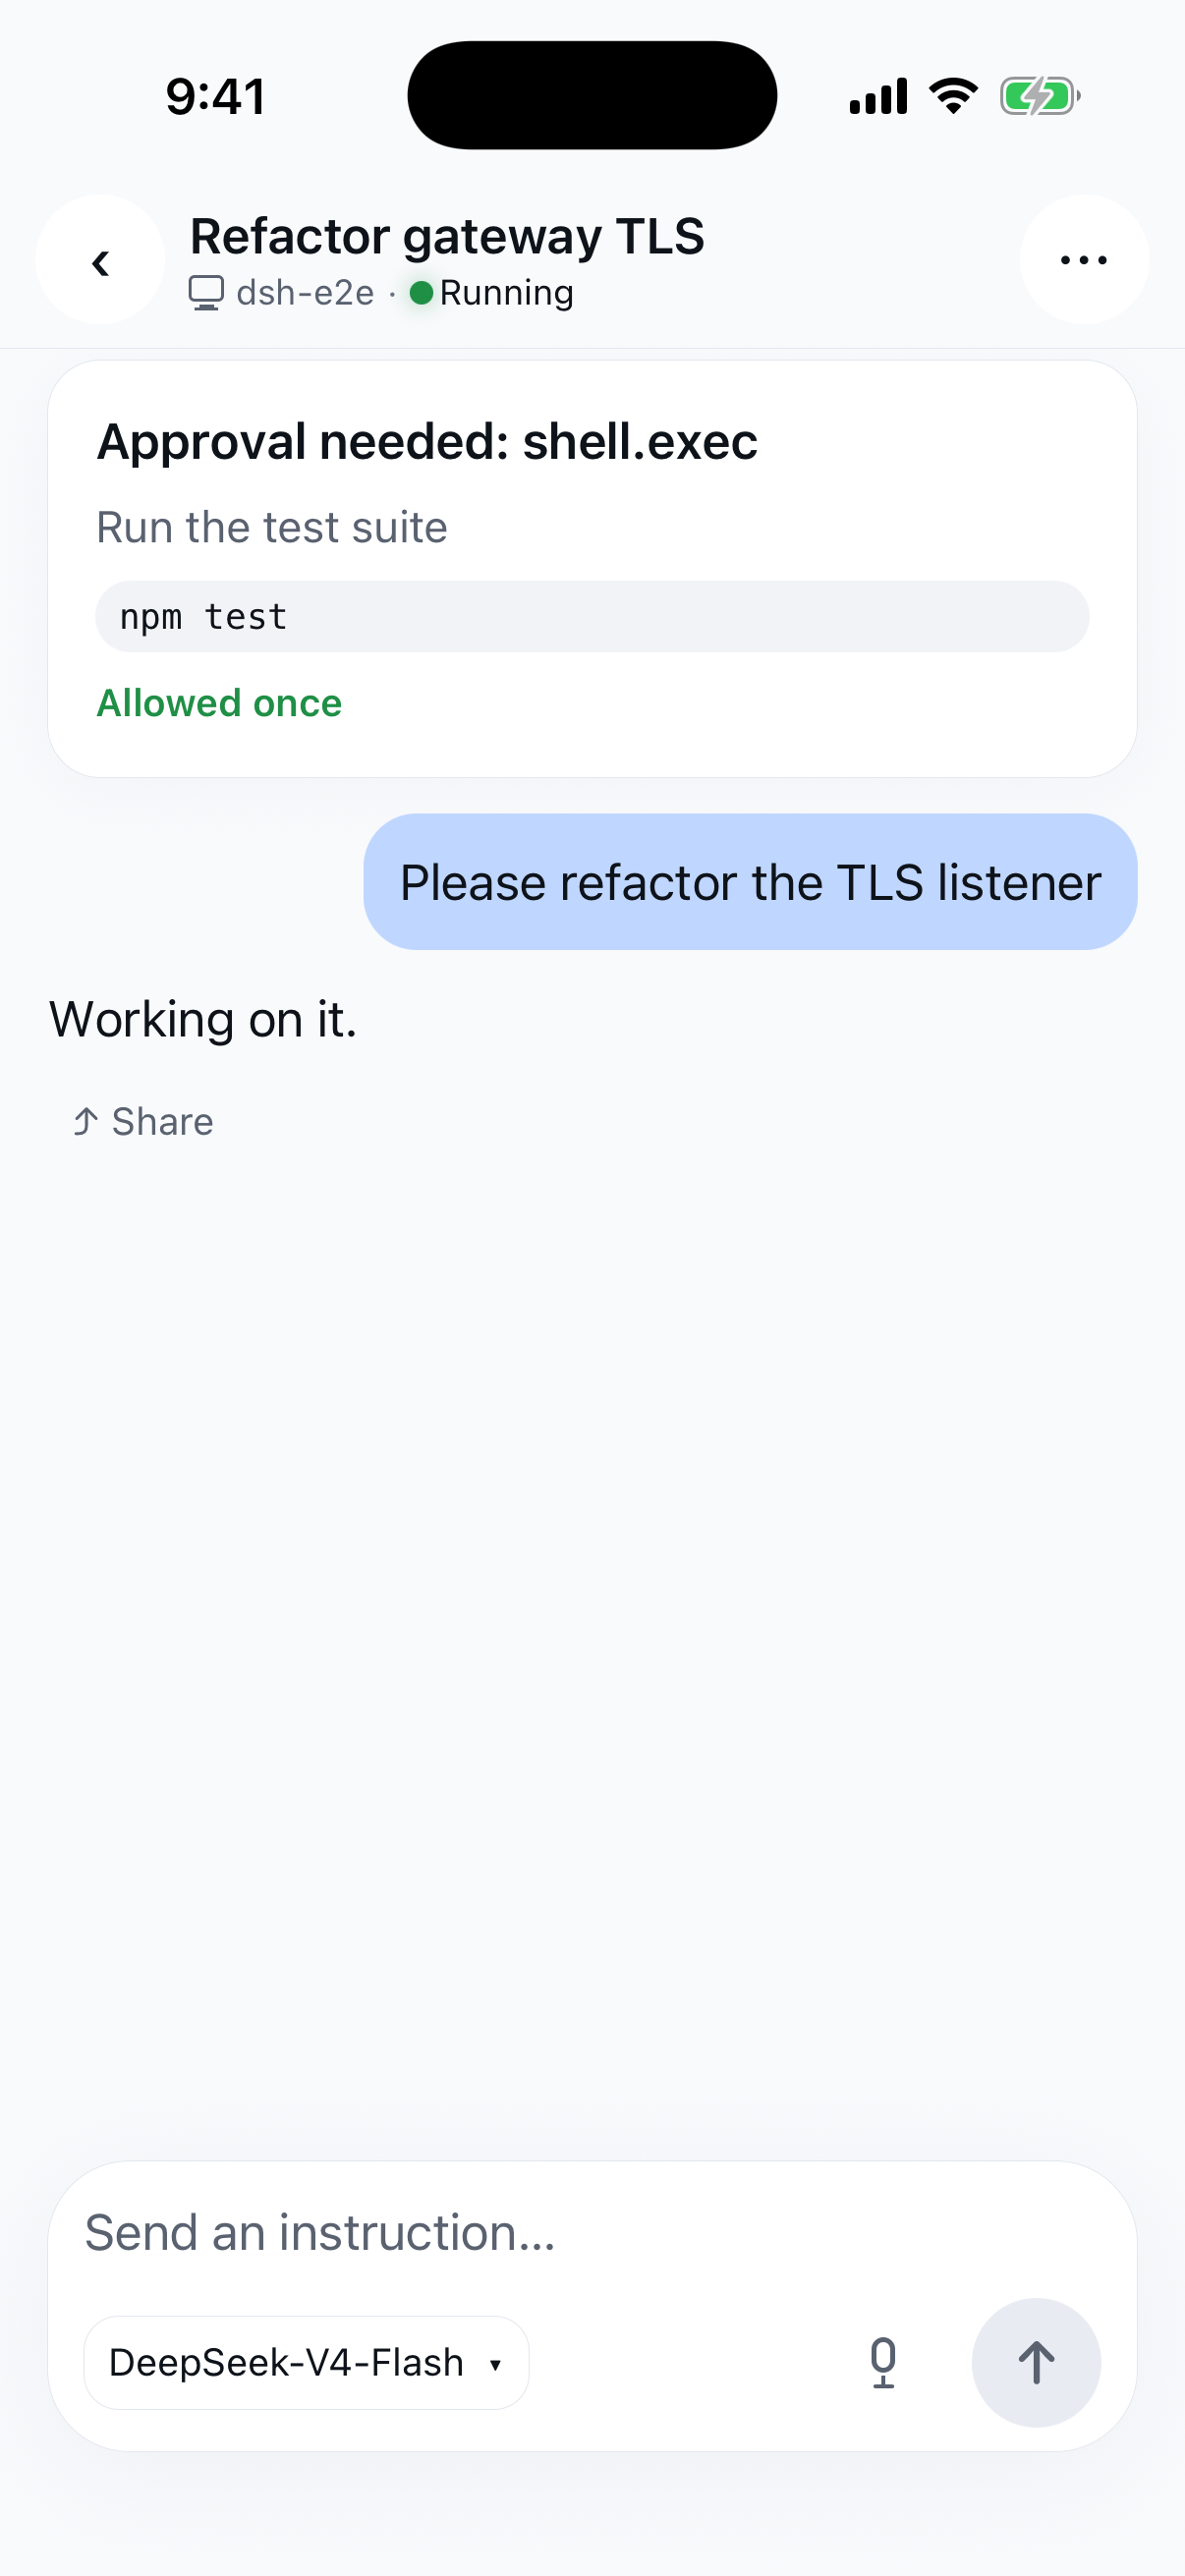 9:41
Refactor gateway TLS
dsh-e2e · Running
Approval needed: shell.exec
Run the test suite
npm test
Allowed once
Please refactor the TLS listener
Working on it.
Share
Send an instruction...
DeepSeek-V4-Flash